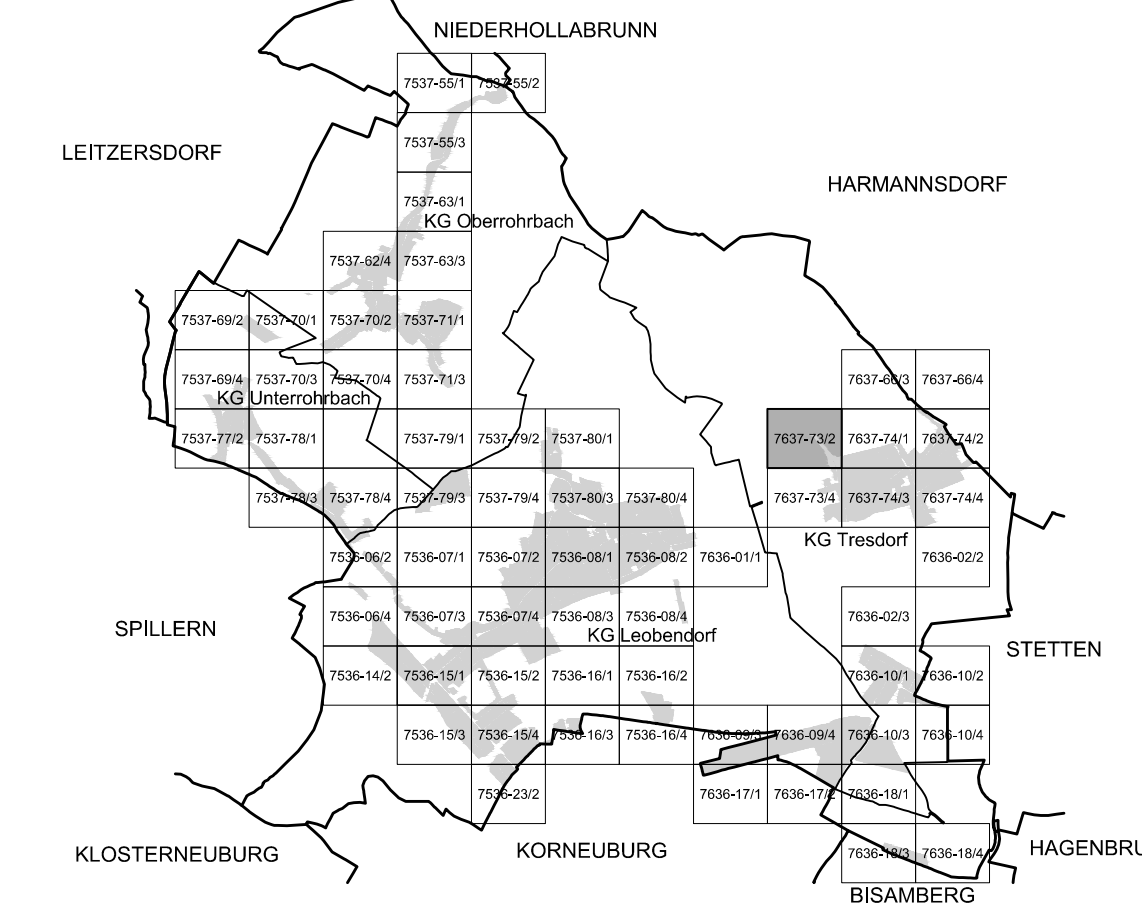 NIEDERHOLLABRUNN
7537-55/1 7537-55/2
LEITZERSDORF
7537-55/3
HARMANNSDORF
7537-63/1
KG Oberrohrbach
7537-62/4 7537-63/3
7537-69/2 7537-70/1 7537-70/2 7537-71/1
7537-69/4 7537-70/3 7537-70/4 7537-71/3 7637-66/3 7637-66/4
KG Unterrohrbach
7537-77/2 7537-78/1 7537-79/1 7537-79/2 7537-80/1 7637-73/2 7637-74/1 7637-74/2
7537-78/3 7537-78/4 7537-79/3 7537-79/4 7537-80/3 7537-80/4 7637-73/4 7637-74/3 7637-74/4
KG Tresdorf
7536-06/2 7536-07/1 7536-07/2 7536-08/1 7536-08/2 7636-01/1 7636-02/2
7536-06/4 7536-07/3 7536-07/4 7536-08/3 7536-08/4 7636-02/3
SPILLERN
KG Leobendorf
STETTEN
7536-14/2 7536-15/1 7536-15/2 7536-16/1 7536-16/2 7636-10/1 7636-10/2
7536-15/3 7536-15/4 7536-16/3 7536-16/4 7636-09/3 7636-09/4 7636-10/3 7636-10/4
7536-23/2 7636-17/1 7636-17/2 7636-18/1
KLOSTERNEUBURG
KORNEUBURG
HAGENBRU
7636-18/3 7636-18/4
BISAMBERG